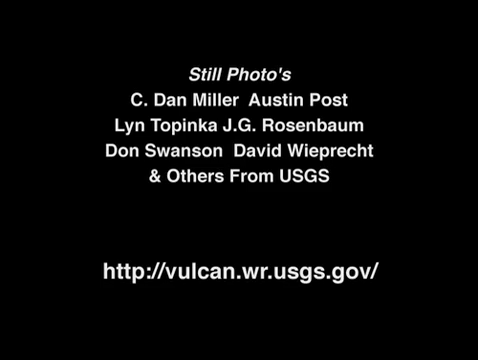 Still Photo's
C. Dan Miller Austin Post
Lyn Topinka J.G. Rosenbaum
Don Swanson David Wieprecht
& Others From USGS
http://vulcan.wr.usgs.gov/